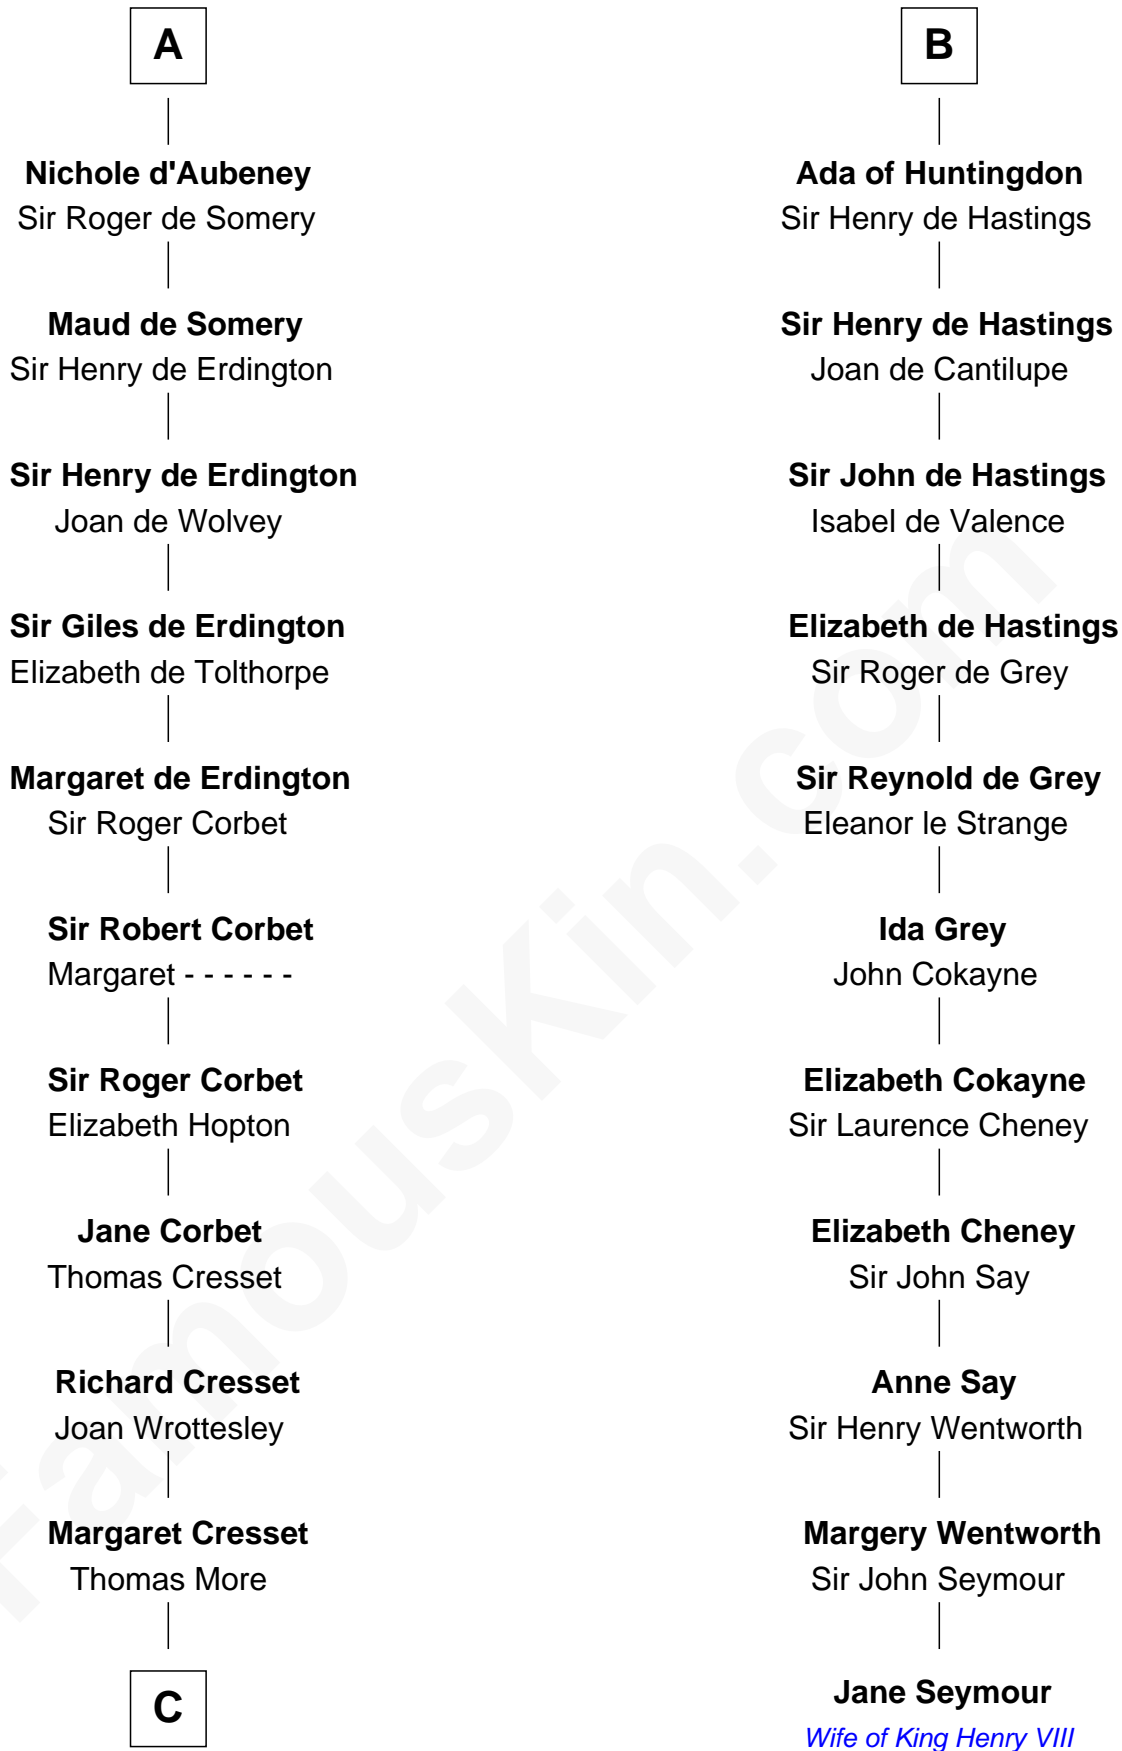 A
Nichole d'Aubeney
Sir Roger de Somery
Maud de Somery
Sir Henry de Erdington
Sir Henry de Erdington
Joan de Wolvey
Sir Giles de Erdington
Elizabeth de Tolthorpe
Margaret de Erdington
Sir Roger Corbet
Sir Robert Corbet
Margaret - - - - - -
Sir Roger Corbet
Elizabeth Hopton
Jane Corbet
Thomas Cresset
Richard Cresset
Joan Wrottesley
Margaret Cresset
Thomas More
C
B
Ada of Huntingdon
Sir Henry de Hastings
Sir Henry de Hastings
Joan de Cantilupe
Sir John de Hastings
Isabel de Valence
Elizabeth de Hastings
Sir Roger de Grey
Sir Reynold de Grey
Eleanor le Strange
Ida Grey
John Cokayne
Elizabeth Cokayne
Sir Laurence Cheney
Elizabeth Cheney
Sir John Say
Anne Say
Sir Henry Wentworth
Margery Wentworth
Sir John Seymour
Jane Seymour
Wife of King Henry VIII
FamousKin.com